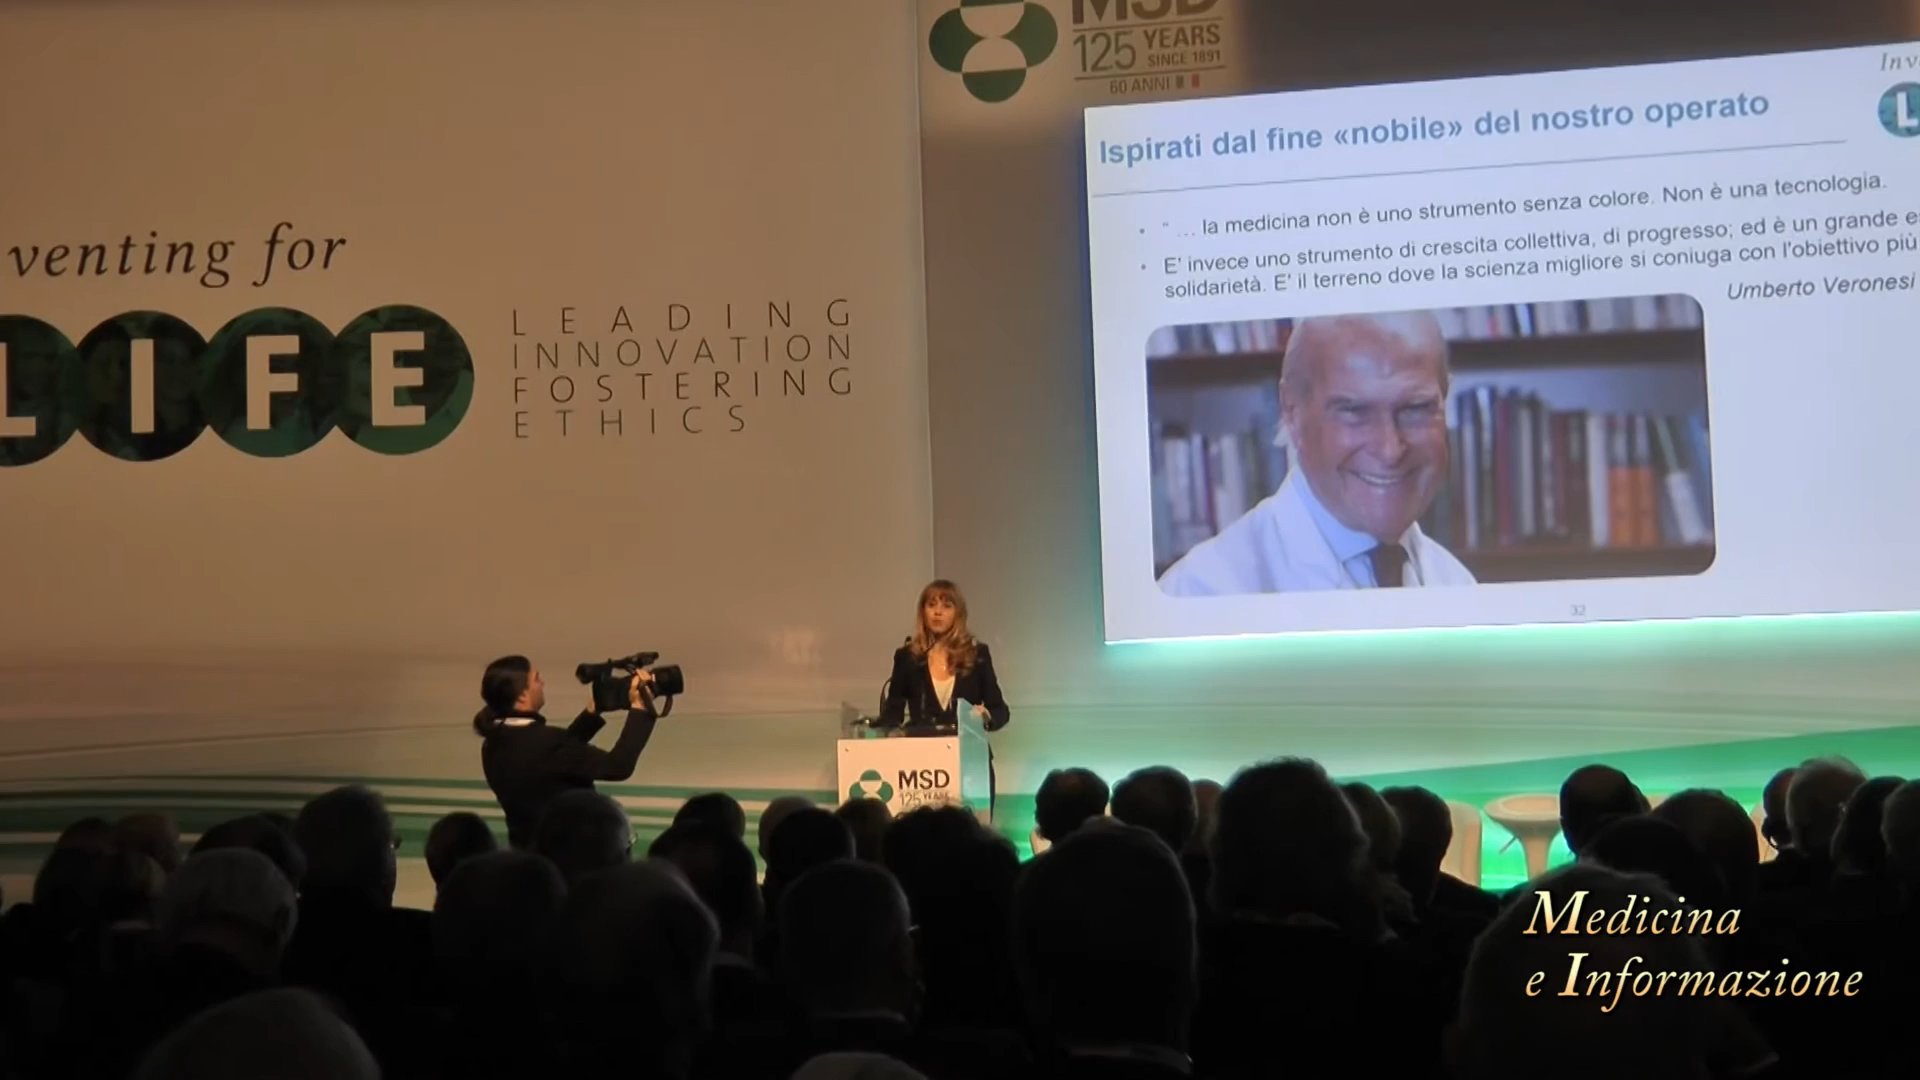 venting for
LIFE
LEADING
INNOVATION
FOSTERING
ETHICS
MSD
125 YEARS
SINCE 1891
60 ANNI
Ispirati dal fine «nobile» del nostro operato
“ … la medicina non è uno strumento senza colore. Non è una tecnologia.
E' invece uno strumento di crescita collettiva, di progresso; ed è un grande
solidarietà. E' il terreno dove la scienza migliore si coniuga con l'obiettivo più
Umberto Veronesi
32
MSD
125 YEARS
Medicina
e Informazione